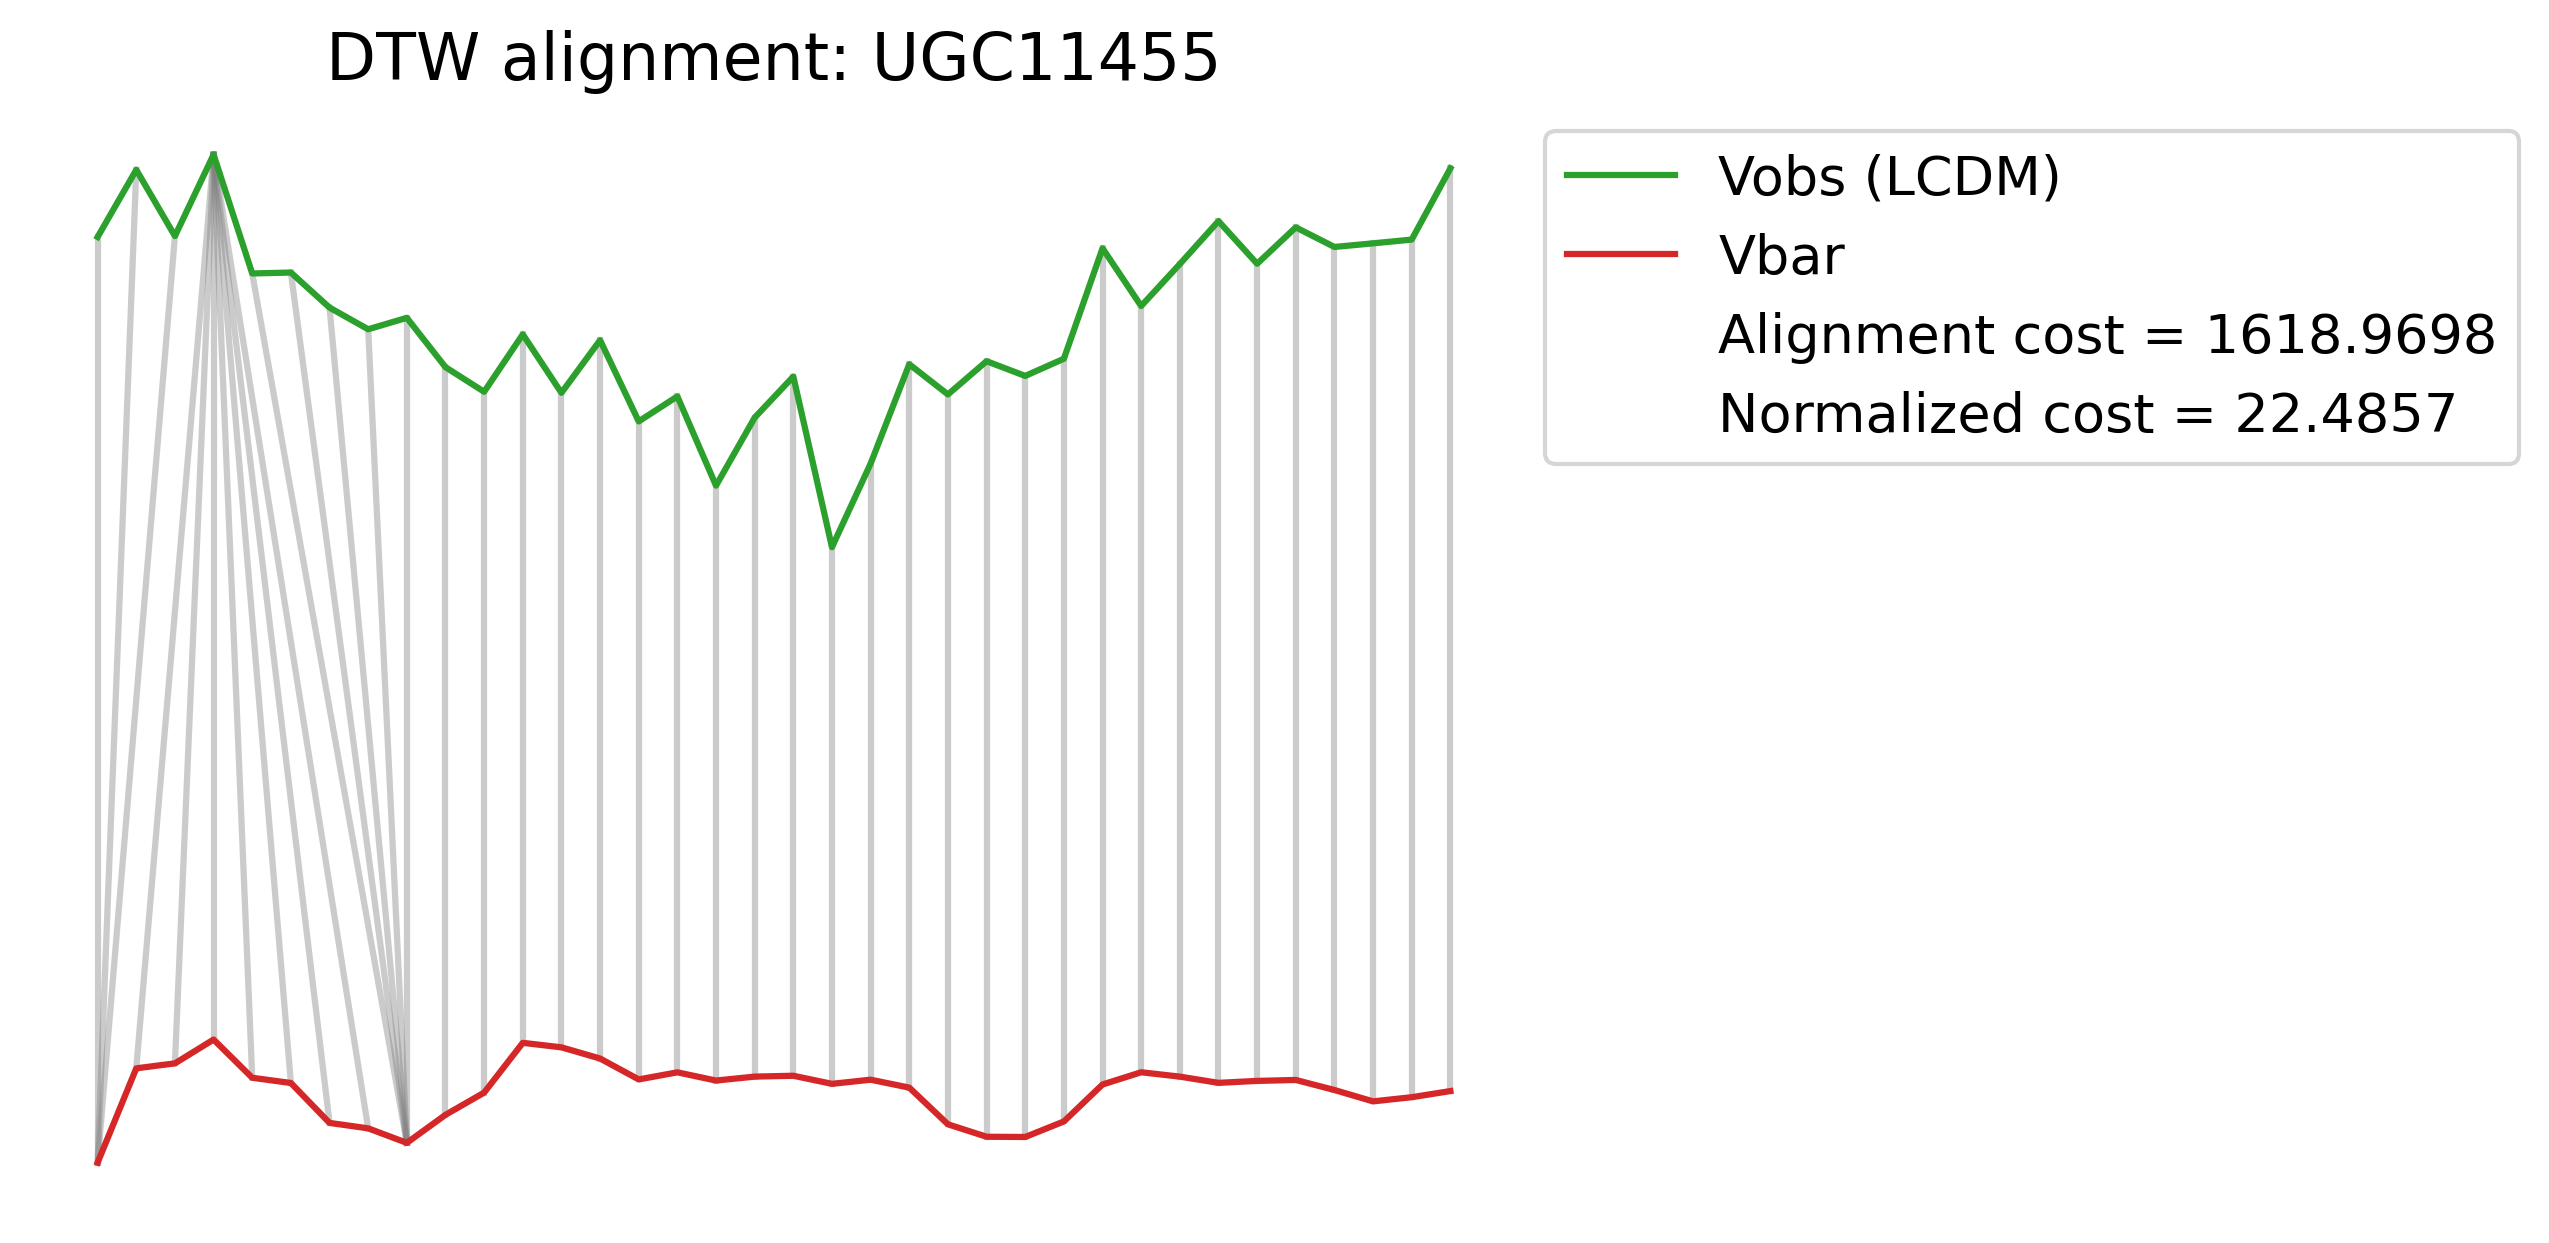 DTW alignment: UGC11455
Vobs (LCDM)
Vbar
Alignment cost = 1618.9698
Normalized cost = 22.4857